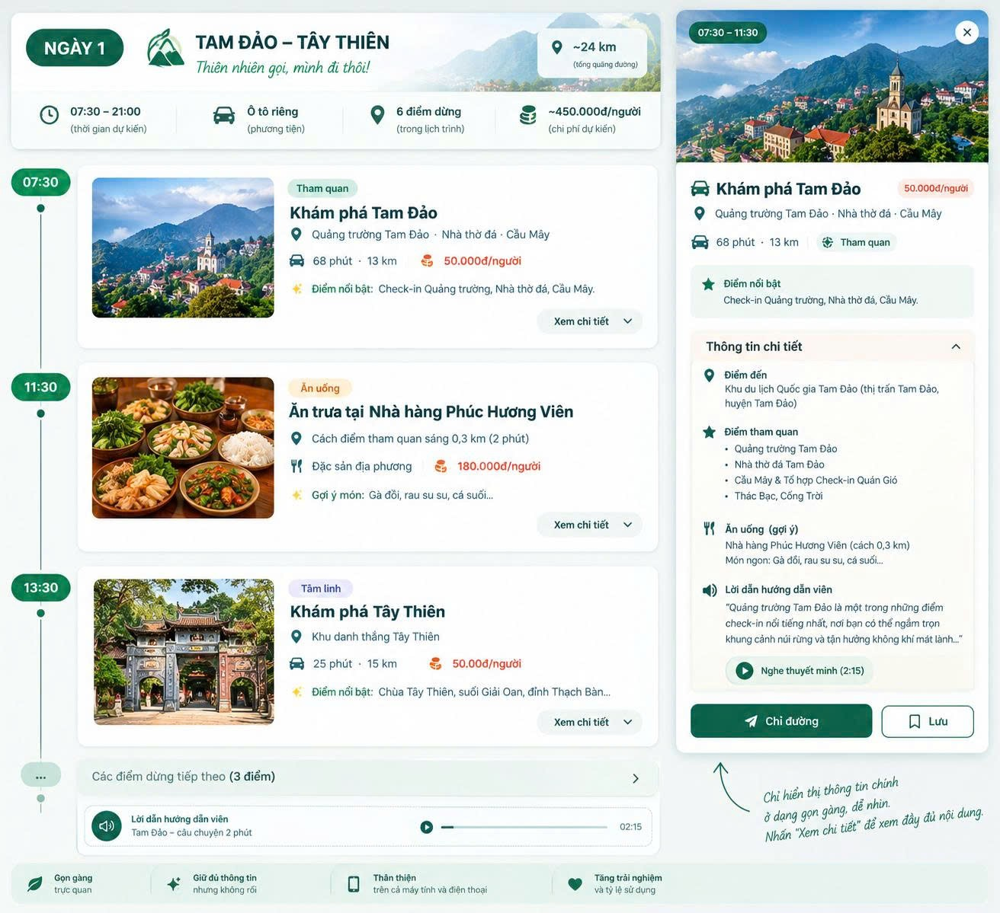 NGÀY 1
TAM ĐẢO – TÂY THIÊN
Thiên nhiên gọi, mình đi thôi!
~24 km
(tổng quãng đường)
07:30 – 21:00
(thời gian dự kiến)
Ô tô riêng
(phương tiện)
6 điểm dừng
(trong lịch trình)
~450.000đ/người
(chi phí dự kiến)
07:30
Tham quan
Khám phá Tam Đảo
Quảng trường Tam Đảo · Nhà thờ đá · Cầu Mây
68 phút · 13 km
50.000đ/người
Điểm nổi bật: Check-in Quảng trường, Nhà thờ đá, Cầu Mây.
Xem chi tiết
11:30
Ăn uống
Ăn trưa tại Nhà hàng Phúc Hương Viên
Cách điểm tham quan sáng 0,3 km (2 phút)
Đặc sản địa phương
180.000đ/người
Gợi ý món: Gà đồi, rau su su, cá suối...
Xem chi tiết
13:30
Tâm linh
Khám phá Tây Thiên
Khu danh thắng Tây Thiên
25 phút · 15 km
50.00đ/người
Điểm nổi bật: Chùa Tây Thiên, suối Giải Oan, đỉnh Thạch Bàn...
Xem chi tiết
...
Các điểm dừng tiếp theo (3 điểm)
Lời dẫn hướng dẫn viên
Tam Đảo – câu chuyện 2 phút
02:15
07:30 – 11:30
Khám phá Tam Đảo
50.000đ/người
Quảng trường Tam Đảo · Nhà thờ đá · Cầu Mây
68 phút · 13 km
Tham quan
Điểm nổi bật
Check-in Quảng trường, Nhà thờ đá, Cầu Mây.
Thông tin chi tiết
Điểm đến
Khu du lịch Quốc gia Tam Đảo (thị trấn Tam Đảo,
huyện Tam Đảo)
Điểm tham quan
• Quảng trường Tam Đảo
• Nhà thờ đá Tam Đảo
• Cầu Mây & Tổ hợp Check-in Quán Gió
• Thác Bạc, Cổng Trời
Ăn uống (gợi ý)
Nhà hàng Phúc Hương Viên (cách 0,3 km)
Món ngon: Gà đồi, rau su su, cá suối...
Lời dẫn hướng dẫn viên
"Quảng trường Tam Đảo là một trong những điểm
check-in nổi tiếng nhất, nơi bạn có thể ngắm trọn
khung cảnh núi rừng và tận hưởng không khí mát lành..."
Nghe thuyết minh (2:15)
Chỉ đường
Lưu
Chỉ hiển thị thông tin chính
ở dạng gọn gàng, dễ nhìn.
Nhấn "Xem chi tiết" để xem đầy đủ nội dung.
Gọn gàng
trực quan
Giữ đủ thông tin
nhưng không rối
Thân thiện
trên cả máy tính và điện thoại
Tăng trải nghiệm
và tỷ lệ sử dụng